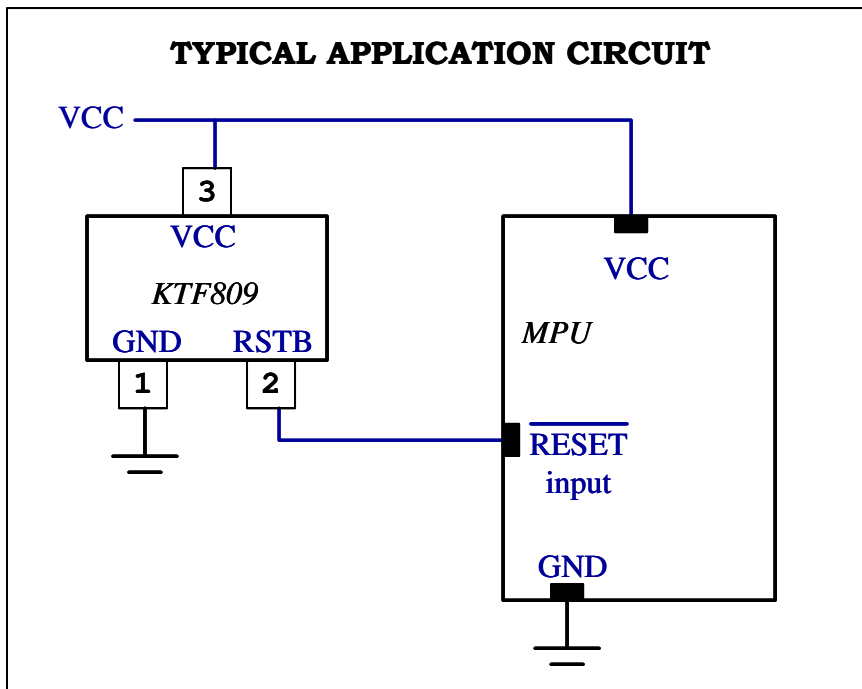 TYPICAL APPLICATION CIRCUIT
VCC
3
VCC
KTF809
GND RSTB
1 2
VCC
MPU
RESET
input
GND